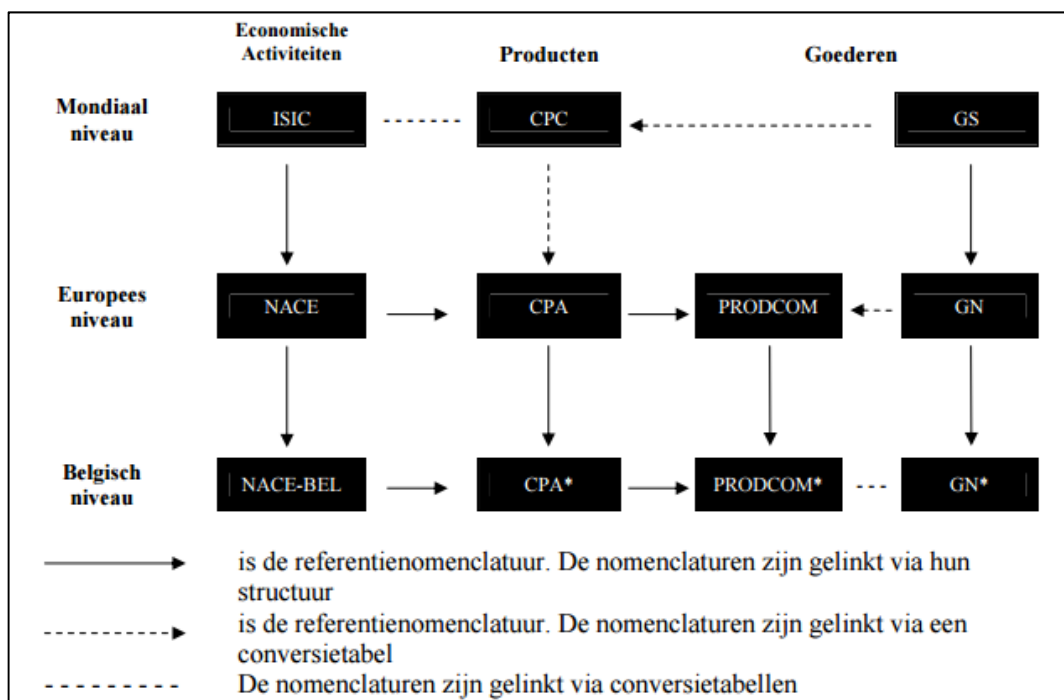 Economische
Activiteiten
Producten
Goederen
Mondiaal
niveau
ISIC
CPC
GS
Europees
niveau
NACE
CPA
PRODCOM
GN
Belgisch
niveau
NACE-BEL
CPA*
PRODCOM*
GN*
is de referentienomenclatuur. De nomenclaturen zijn gelinkt via hun
structuur
is de referentienomenclatuur. De nomenclaturen zijn gelinkt via een
conversietabel
De nomenclaturen zijn gelinkt via conversietabellen